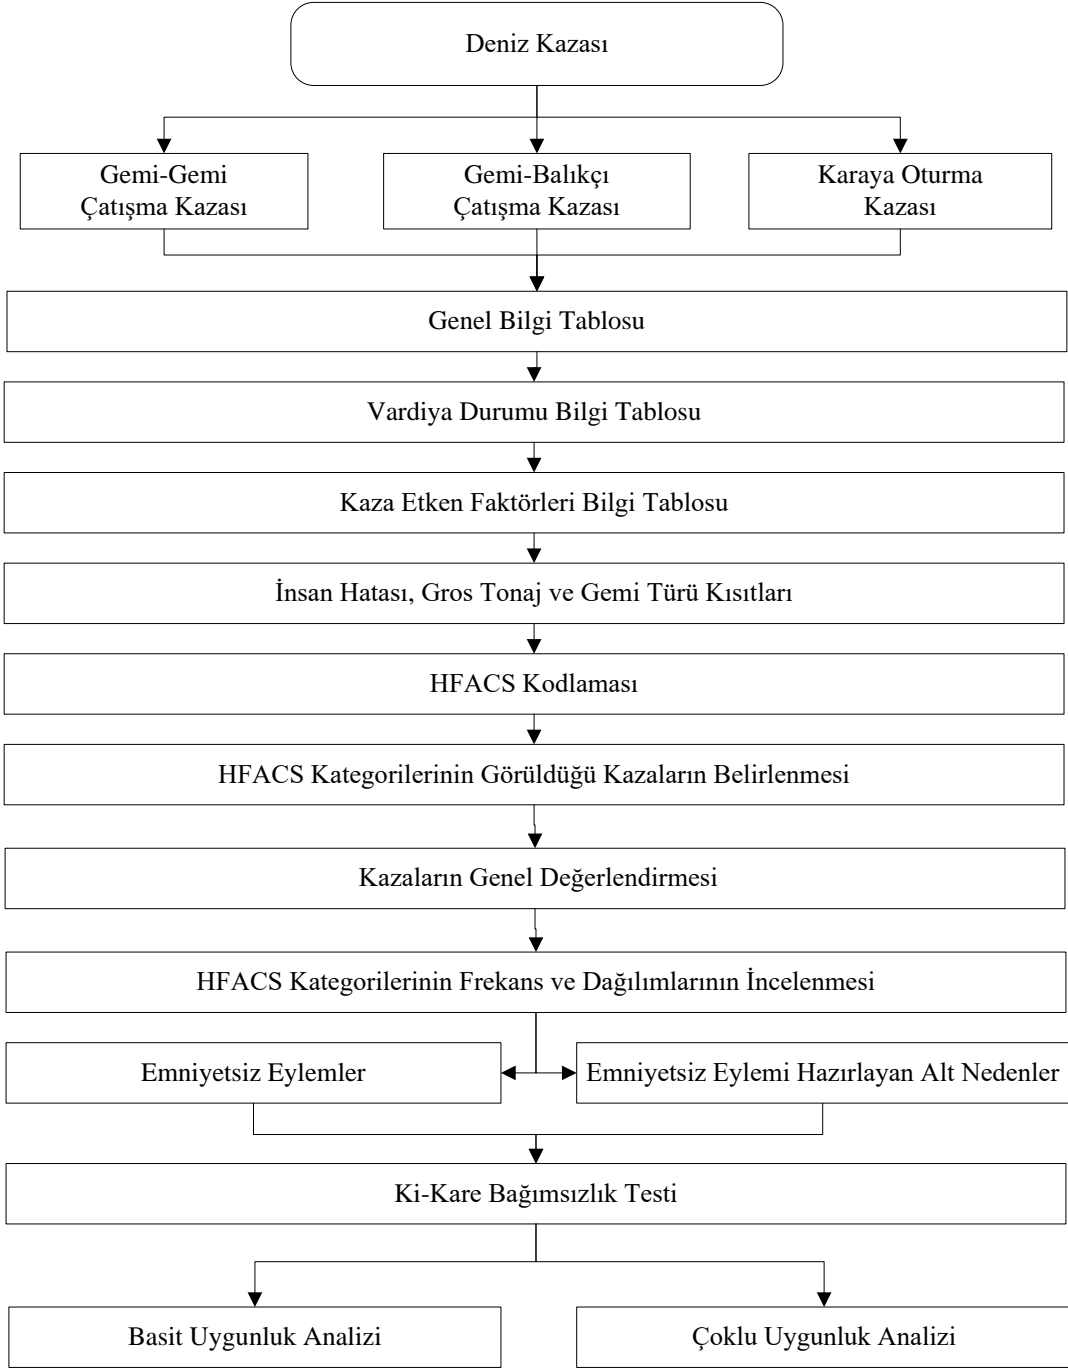 Deniz Kazası
Gemi-Gemi
Çatışma Kazası
Gemi-Balıkçı
Çatışma Kazası
Karaya Oturma
Kazası
Genel Bilgi Tablosu
Vardiya Durumu Bilgi Tablosu
Kaza Etken Faktörleri Bilgi Tablosu
İnsan Hatası, Gros Tonaj ve Gemi Türü Kısıtları
HFACS Kodlaması
HFACS Kategorilerinin Görüldüğü Kazaların Belirlenmesi
Kazaların Genel Değerlendirmesi
HFACS Kategorilerinin Frekans ve Dağılımlarının İncelenmesi
Emniyetsiz Eylemler
Emniyetsiz Eylemi Hazırlayan Alt Nedenler
Ki-Kare Bağımsızlık Testi
Basit Uygunluk Analizi
Çoklu Uygunluk Analizi